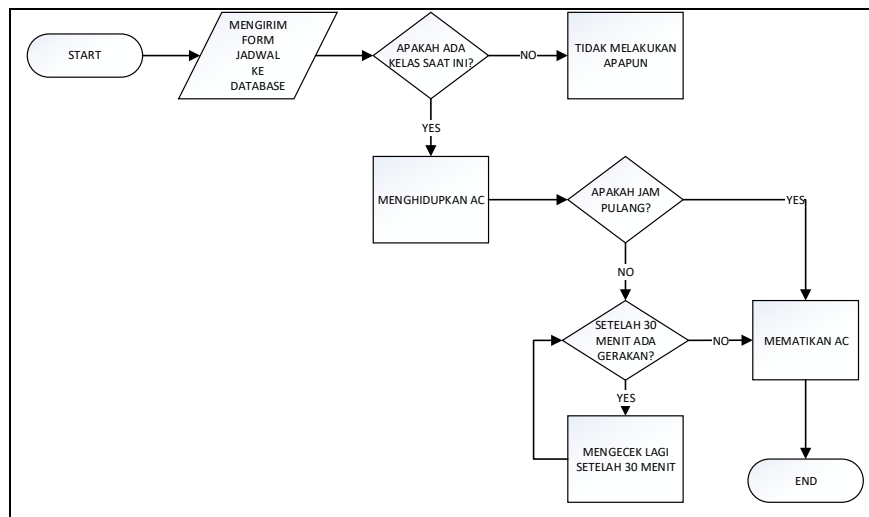 START
MENGIRIM
FORM
JADWAL
KE
DATABASE
APAKAH ADA
KELAS SAAT INI?
NO
TIDAK MELAKUKAN
APAPUN
YES
MENGHIDUPKAN AC
APAKAH JAM
PULANG?
YES
NO
SETELAH 30
MENIT ADA
GERAKAN?
NO
MEMATIKAN AC
YES
MENGECEK LAGI
SETELAH 30 MENIT
END